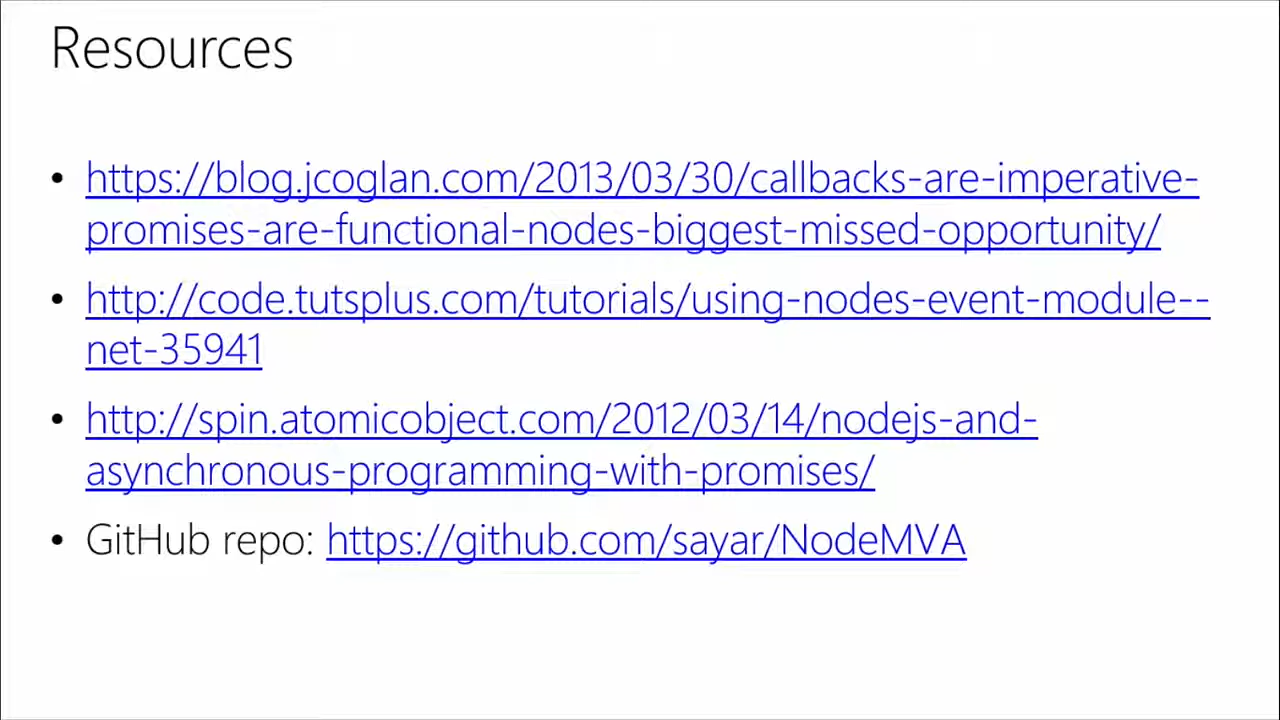 Resources
• https://blog.jcoglan.com/2013/03/30/callbacks-are-imperative-
promises-are-functional-nodes-biggest-missed-opportunity/
• http://code.tutsplus.com/tutorials/using-nodes-event-module--
net-35941
• http://spin.atomicobject.com/2012/03/14/nodejs-and-
asynchronous-programming-with-promises/
• GitHub repo: https://github.com/sayar/NodeMVA